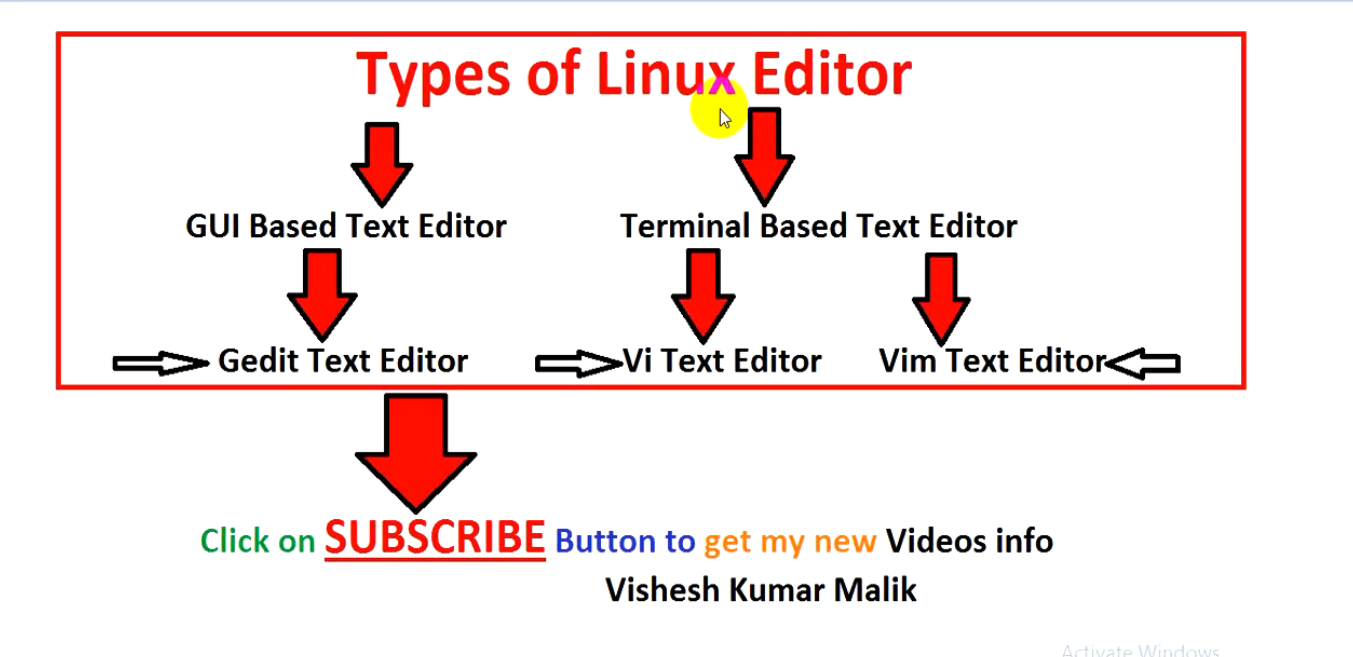 Types of Linux Editor
GUI Based Text Editor Terminal Based Text Editor
Gedit Text Editor Vi Text Editor Vim Text Editor
Click on SUBSCRIBE Button to get my new Videos info
Vishesh Kumar Malik
Activate Windows